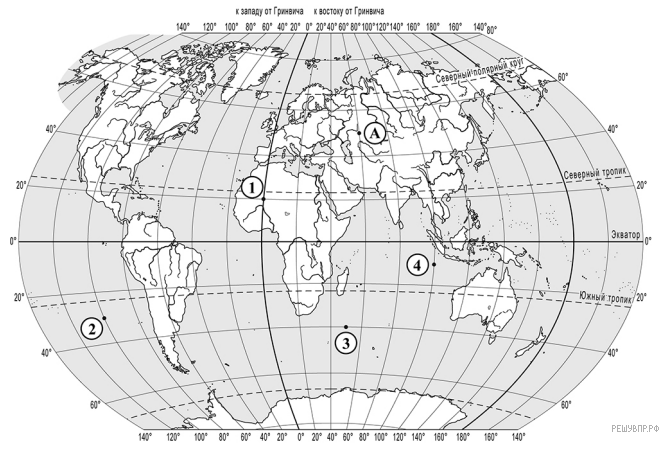 к западу от Гринвича к востоку от Гринвича
140° 120° 100° 80° 60° 40° 20° 0° 20° 40° 60° 80° 100° 120° 140° 160° 180° 160° 140°
80°
Северный полярный круг
60°
А
40° 40°
Северный тропик
1
20° 20°
Экватор
0° 0°
4
Южный тропик
20° 20°
2
3
40° 40°
60° 60°
140° 120° 100° 80° 60° 40° 20° 0° 20° 40° 60° 80° 100° 120° 140° 160° 180° 160° 140°
РЕШУВПР.РФ